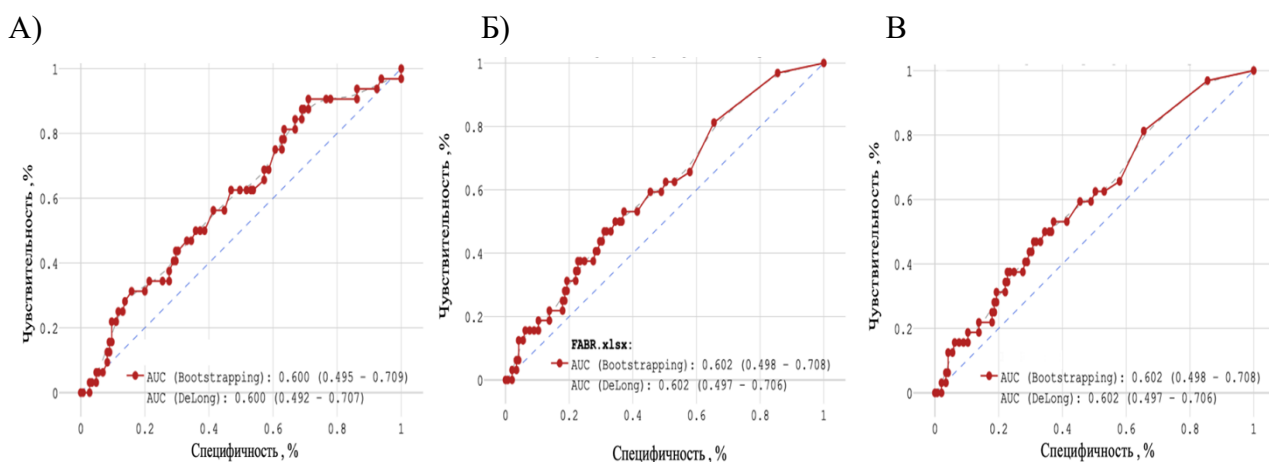 А)
Б)
В
Чувствительность , %
1
0.8
0.6
0.4
0.2
0
AUC (Bootstrapping): 0.600 (0.495 - 0.709)
AUC (DeLong): 0.600 (0.492 - 0.707)
0 0.2 0.4 0.6 0.8 1
Специфичность , %
Чувствительность , %
1
0.8
0.6
0.4
0.2
0
FABR.xlsx:
AUC (Bootstrapping): 0.602 (0.498 - 0.708)
AUC (DeLong): 0.602 (0.497 - 0.706)
0 0.2 0.4 0.6 0.8 1
Специфичность , %
Чувствительность , %
1
0.8
0.6
0.4
0.2
0
AUC (Bootstrapping): 0.602 (0.498 - 0.708)
AUC (DeLong): 0.602 (0.497 - 0.706)
0 0.2 0.4 0.6 0.8 1
Специфичность , %